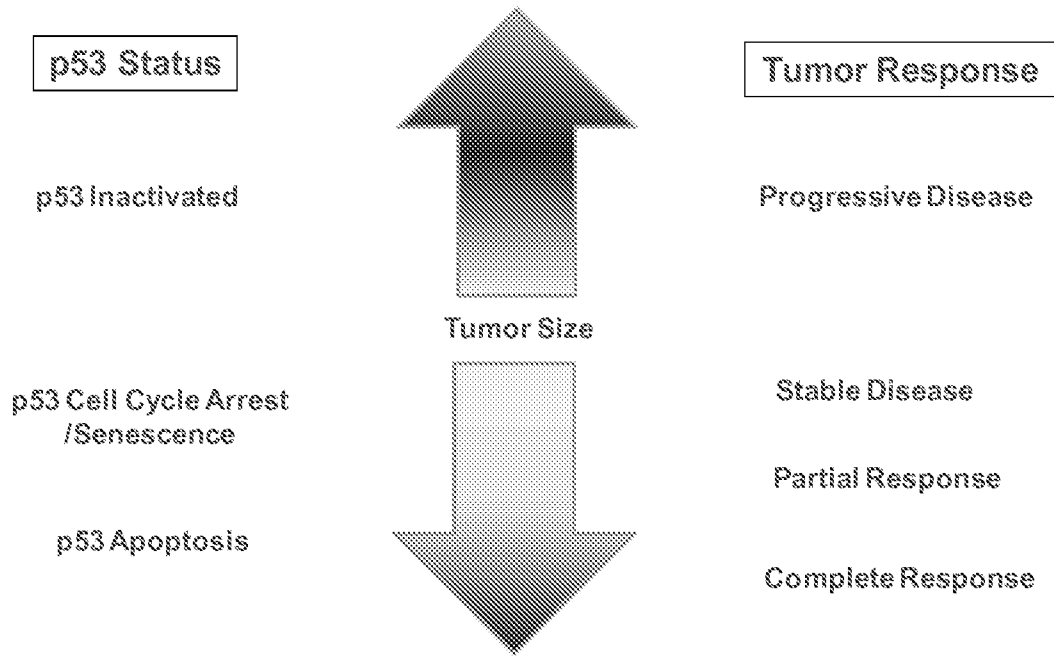 p53 Status
Tumor Response
p53 Inactivated
Progressive Disease
Tumor Size
p53 Cell Cycle Arrest
/Senescence
Stable Disease
Partial Response
p53 Apoptosis
Complete Response